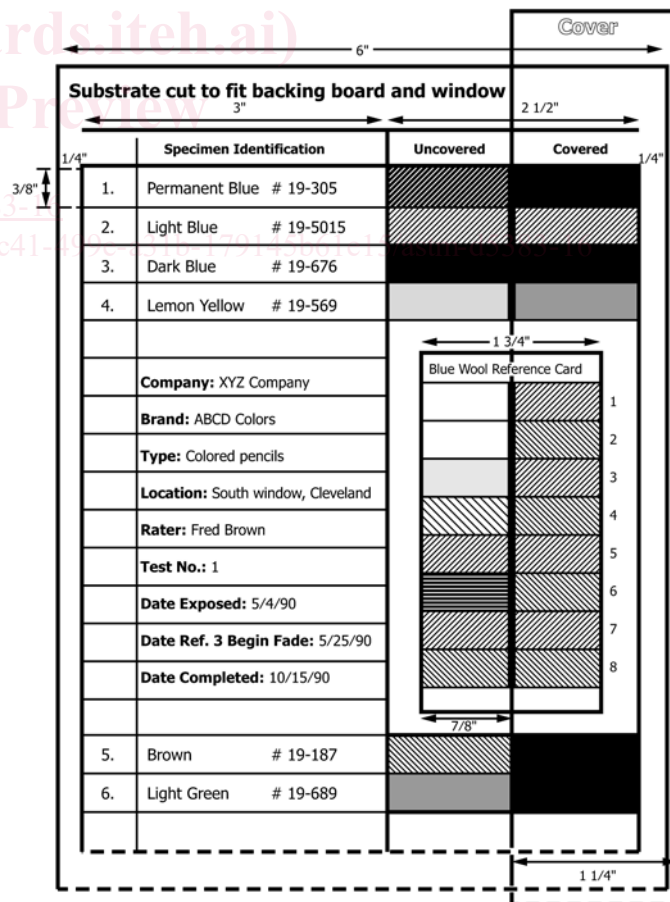 rds.iteh.ai)
Preview
Cover
6"
Substrate cut to fit backing board and window
3"
2 1/2"
1/4"
Specimen Identification
Uncovered
Covered
1/4"
3/8"
1. Permanent Blue # 19-305
2. Light Blue # 19-5015
3. Dark Blue # 19-676
4. Lemon Yellow # 19-569
1 3/4"
Blue Wool Reference Card
Company: XYZ Company
1
Brand: ABCD Colors
2
Type: Colored pencils
3
Location: South window, Cleveland
4
Rater: Fred Brown
5
Test No.: 1
6
Date Exposed: 5/4/90
7
Date Ref. 3 Begin Fade: 5/25/90
8
Date Completed: 10/15/90
7/8"
5. Brown # 19-187
6. Light Green # 19-689
1 1/4"